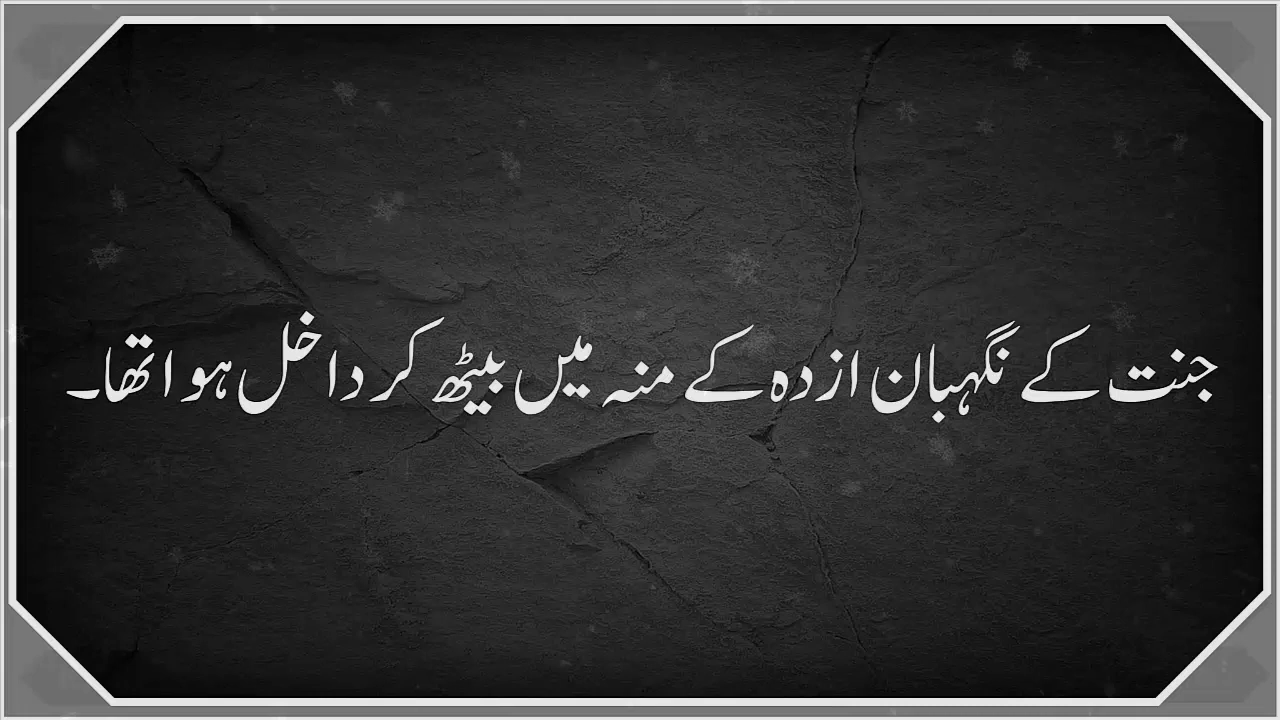 جنت کے نگہبان ازدہ کے منہ میں بیٹھ کر داخل ہوا تھا۔